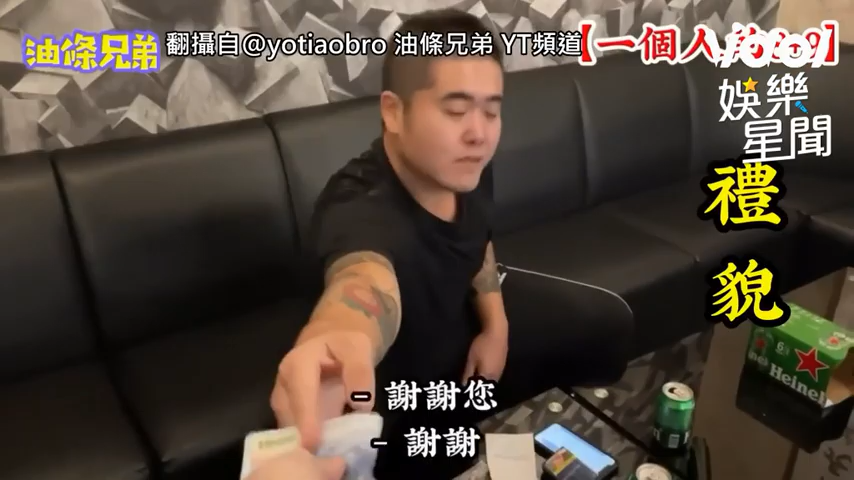 油條兄弟
翻攝自@yotiaobro 油條兄弟 YT頻道
【一個人
娛樂
星聞
禮貌
6
Heineken
- 謝謝您
- 謝謝